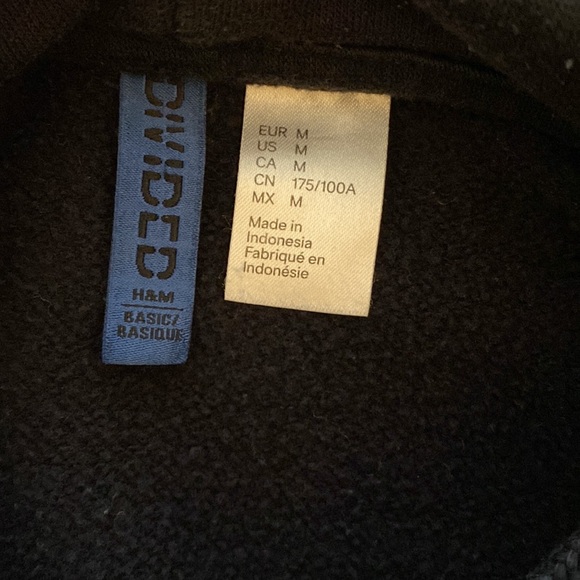 DIVIDED
H&M
BASIC/
BASIQUE
EUR M
US M
CA M
CN 175/100A
MX M
Made in
Indonesia
Fabriqué en
Indonésie